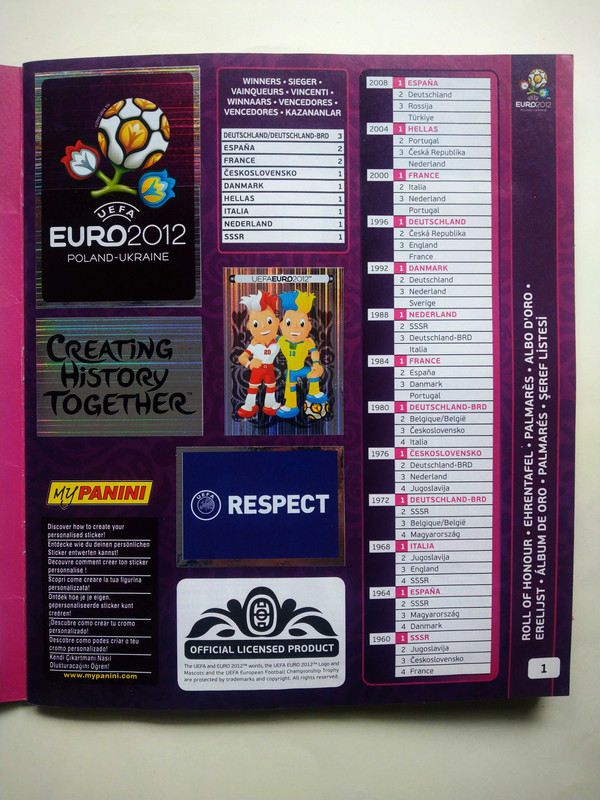 UEFA
EURO2012
POLAND-UKRAINE
CREATING
HISTORY
TOGETHER™
MYPANINI
Discover how to create your
personalised sticker!
Entdecke wie du deinen persönlichen
Sticker entwerfen kannst!
Decouvre comment creer ton sticker
personnalise !
Scopri come creare la tua figurina
personalizzata!
Ontdek hoe je je eigen.
gepersonaliseerde sticker kunt
creëren!
¡Descubre como crear tu cromo
personalizado!
Descobre como podes criar o teu
cromo personalizado!
Kendi Çıkartmanı Nasıl
Oluşturacağını Öğren!
www.mypanini.com
WINNERS • SIEGER •
VAINQUEURS • VINCENTI •
WINNAARS • VENCEDORES •
VENCEDORES • KAZANANLAR
DEUTSCHLAND/DEUTSCHLAND-BRD 3
ESPAÑA 2
FRANCE 2
ČESKOSLOVENSKO 1
DANMARK 1
HELLAS 1
ITALIA 1
NEDERLAND 1
SSSR 1
UEFAEURO2012™
20
12
UEFA
RESPECT
OFFICIAL LICENSED PRODUCT
The UEFA and EURO 2012™ words, the UEFA EURO 2012™ Logo and
Mascots and the UEFA European Football Championship Trophy
are protected by trademarks and copyright. All rights reserved.
2008 1 ESPAÑA
2 Deutschland
3 Rossija
Türkiye
2004 1 HELLAS
2 Portugal
3 Česká Republika
Nederland
2000 1 FRANCE
2 Italia
3 Nederland
Portugal
1996 1 DEUTSCHLAND
2 Česká Republika
3 England
France
1992 1 DANMARK
2 Deutschland
3 Nederland
Sverige
1988 1 NEDERLAND
2 SSSR
3 Deutschland-BRD
Italia
1984 1 FRANCE
2 España
3 Danmark
Portugal
1980 1 DEUTSCHLAND-BRD
2 Belgique/België
3 Československo
4 Italia
1976 1 ČESKOSLOVENSKO
2 Deutschland-BRD
3 Nederland
4 Jugoslavija
1972 1 DEUTSCHLAND-BRD
2 SSSR
3 Belgique/België
4 Magyarország
1968 1 ITALIA
2 Jugoslavija
3 England
4 SSSR
1964 1 ESPAÑA
2 SSSR
3 Magyarország
4 Danmark
1960 1 SSSR
2 Jugoslavija
3 Československo
4 France
EURO2012
ROLL OF HONOUR • EHRENTAFEL • PALMARÈS • ALBO D'ORO •
ERELIJST • ÁLBUM DE ORO • PALMARÉS • ŞEREF LİSTESİ
1